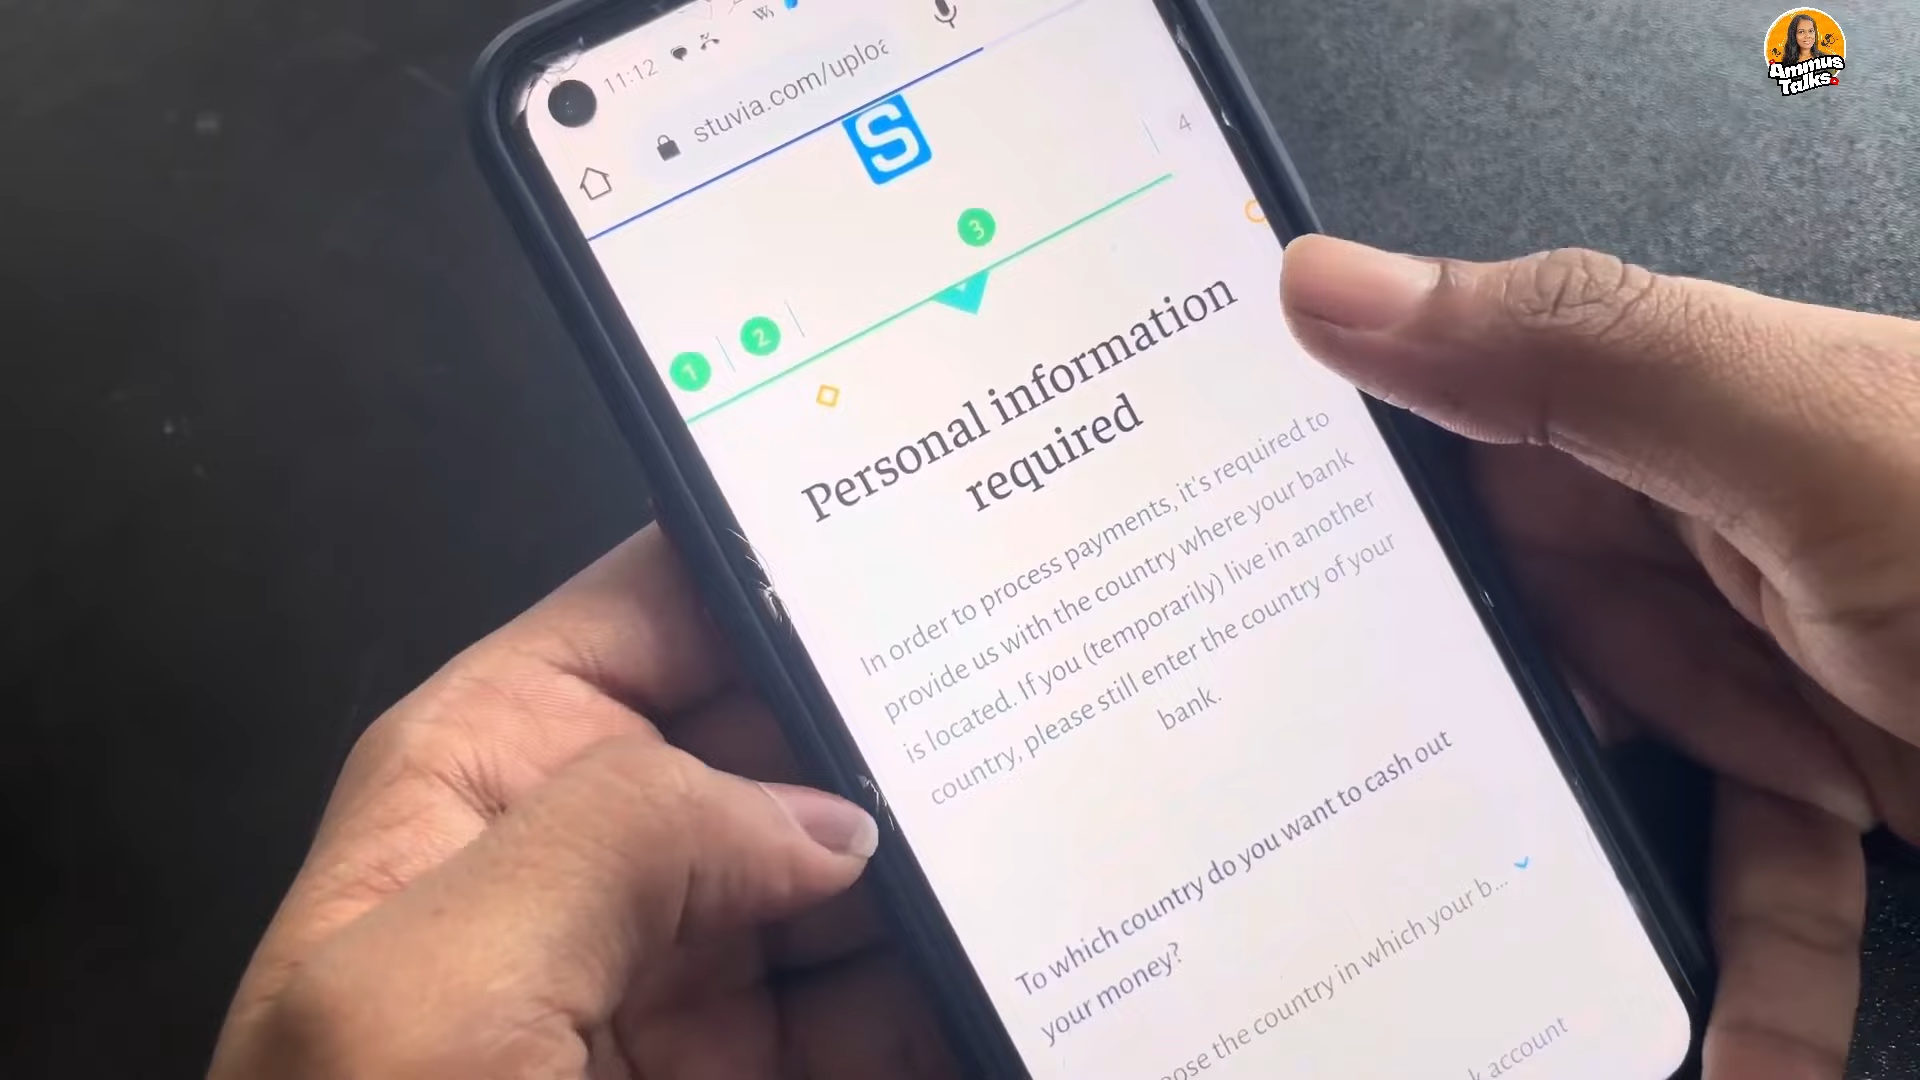 11:12
stuvia.com/uploa
S
1
2
3
4
Personal information
required
In order to process payments, it's required to
provide us with the country where your bank
is located. If you (temporarily) live in another
country, please still enter the country of your
bank.
To which country do you want to cash out
your money?
the country in which your b...
account
Ammus
Talks